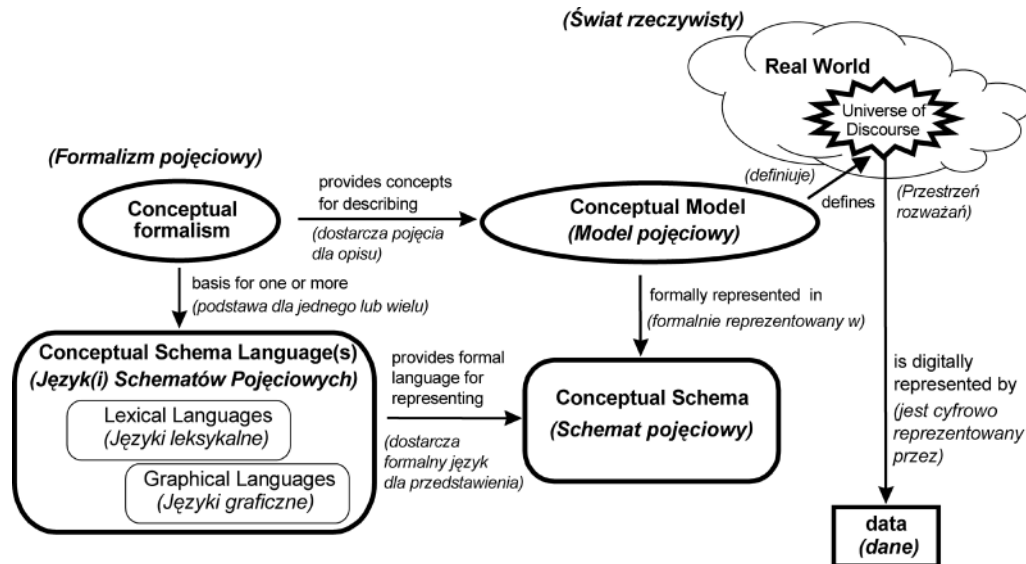 (Świat rzeczywisty)
Real World
Universe of
Discourse
(Formalizm pojęciowy)
Conceptual
formalism
provides concepts
for describing
(dostarcza pojęcia
dla opisu)
Conceptual Model
(Model pojęciowy)
(definiuje)
defines
(Przestrzeń
rozważań)
basis for one or more
(podstawa dla jednego lub wielu)
formally represented in
(formalnie reprezentowany w)
Conceptual Schema Language(s)
(Język(i) Schematów Pojęciowych)
Lexical Languages
(Języki leksykalne)
Graphical Languages
(Języki graficzne)
provides formal
language for
representing
(dostarcza
formalny język
dla przedstawienia)
Conceptual Schema
(Schemat pojęciowy)
is digitally
represented by
(jest cyfrowo
reprezentowany
przez)
data
(dane)